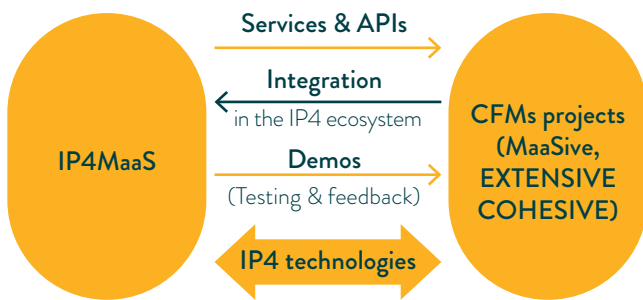 Services & APIs
Integration
in the IP4 ecosystem
Demos
(Testing & feedback)
IP4 technologies
IP4MaaS
CFMs projects
(MaaSive,
EXTENSIVE
COHESIVE)